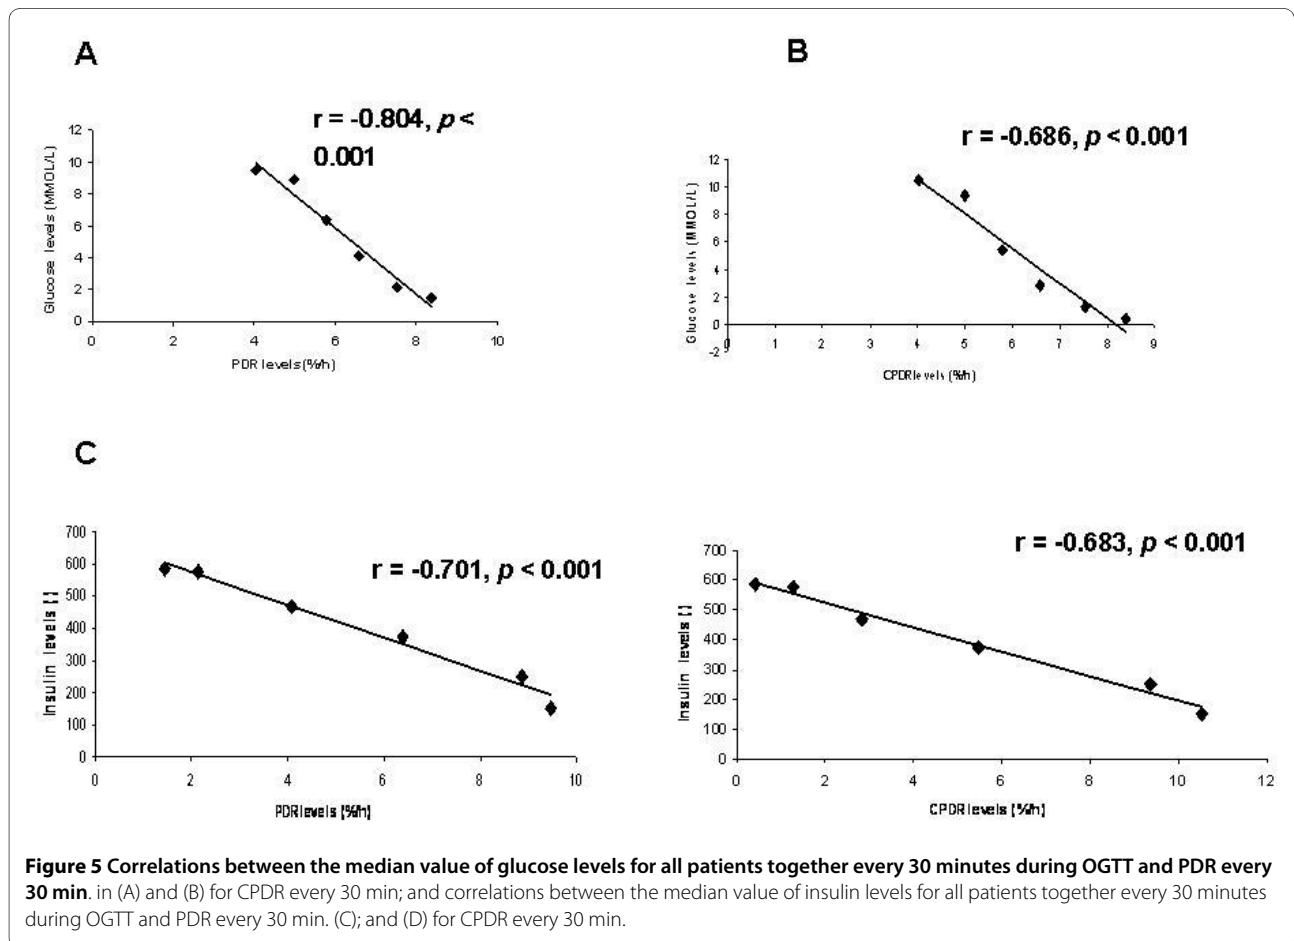 A
r = -0.804, p <
0.001
Glucose levels (MMOL/L)
12
10
8
6
4
2
0
0 2 4 6 8 10
PDR levels (%/h)
B
r = -0.686, p < 0.001
Glucose levels (MMOL/L)
12
10
8
6
4
2
0
-2
0 1 2 3 4 5 6 7 8 9
CPDR levels (%/h)
C
r = -0.701, p < 0.001
Insulin levels [ ]
700
600
500
400
300
200
100
0
0 2 4 6 8 10
PDR levels (%/h)
r = -0.683, p < 0.001
Insulin levels [ ]
700
600
500
400
300
200
100
0
0 2 4 6 8 10 12
CPDR levels (%/h)
Figure 5 Correlations between the median value of glucose levels for all patients together every 30 minutes during OGTT and PDR every
30 min. in (A) and (B) for CPDR every 30 min; and correlations between the median value of insulin levels for all patients together every 30 minutes
during OGTT and PDR every 30 min. (C); and (D) for CPDR every 30 min.